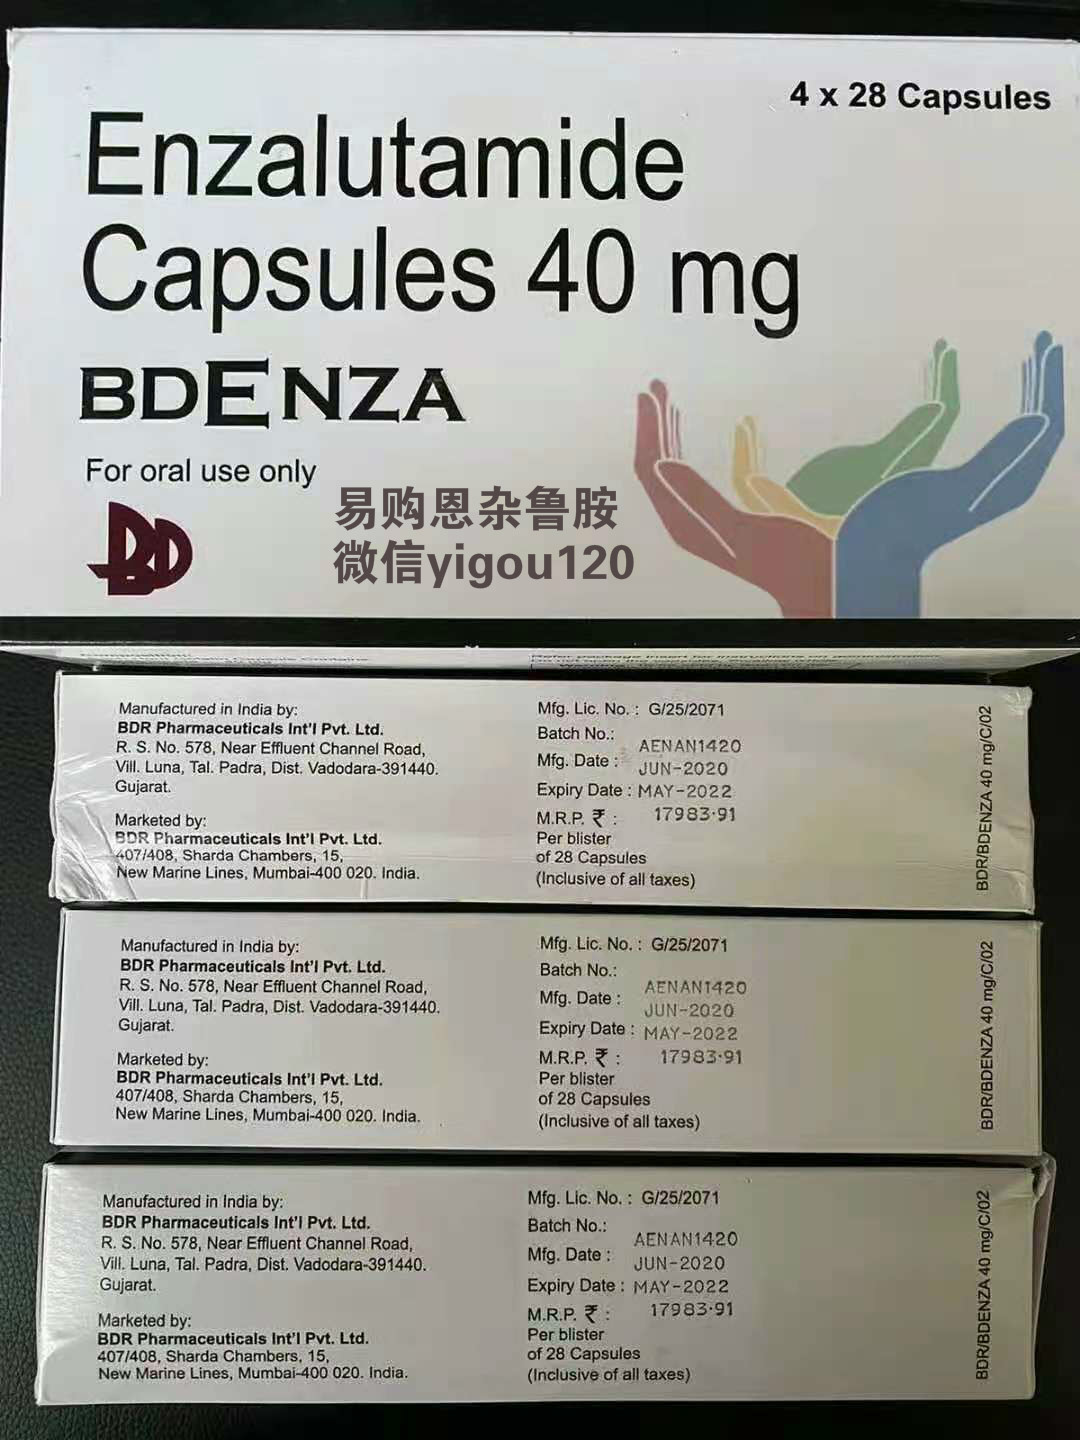 4 x 28 Capsules
Enzalutamide
Capsules 40 mg
BDENZA
For oral use only
BD
易购恩杂鲁胺
微信yigou120
Manufactured in India by:
BDR Pharmaceuticals Int'l Pvt. Ltd.
R. S. No. 578, Near Effluent Channel Road,
Vill. Luna, Tal. Padra, Dist. Vadodara-391440.
Gujarat.
Marketed by:
BDR Pharmaceuticals Int'l Pvt. Ltd.
407/408, Sharda Chambers, 15,
New Marine Lines, Mumbai-400 020. India.
Mfg. Lic. No. : G/25/2071
Batch No.: AENAN1420
Mfg. Date : JUN-2020
Expiry Date : MAY-2022
M.R.P. ₹ : 17983·91
Per blister
of 28 Capsules
(Inclusive of all taxes)
BDR/BDENZA 40 mg/C/02
Manufactured in India by:
BDR Pharmaceuticals Int'l Pvt. Ltd.
R. S. No. 578, Near Effluent Channel Road,
Vill. Luna, Tal. Padra, Dist. Vadodara-391440.
Gujarat.
Marketed by:
BDR Pharmaceuticals Int'l Pvt. Ltd.
407/408, Sharda Chambers, 15,
New Marine Lines, Mumbai-400 020. India.
Mfg. Lic. No. : G/25/2071
Batch No.: AENAN1420
Mfg. Date : JUN-2020
Expiry Date : MAY-2022
M.R.P. ₹ : 17983·91
Per blister
of 28 Capsules
(Inclusive of all taxes)
BDR/BDENZA 40 mg/C/02
Manufactured in India by:
BDR Pharmaceuticals Int'l Pvt. Ltd.
R. S. No. 578, Near Effluent Channel Road,
Vill. Luna, Tal. Padra, Dist. Vadodara-391440.
Gujarat.
Marketed by:
BDR Pharmaceuticals Int'l Pvt. Ltd.
407/408, Sharda Chambers, 15,
New Marine Lines, Mumbai-400 020. India.
Mfg. Lic. No. : G/25/2071
Batch No.: AENAN1420
Mfg. Date : JUN-2020
Expiry Date : MAY-2022
M.R.P. ₹ : 17983·91
Per blister
of 28 Capsules
(Inclusive of all taxes)
BDR/BDENZA 40 mg/C/02